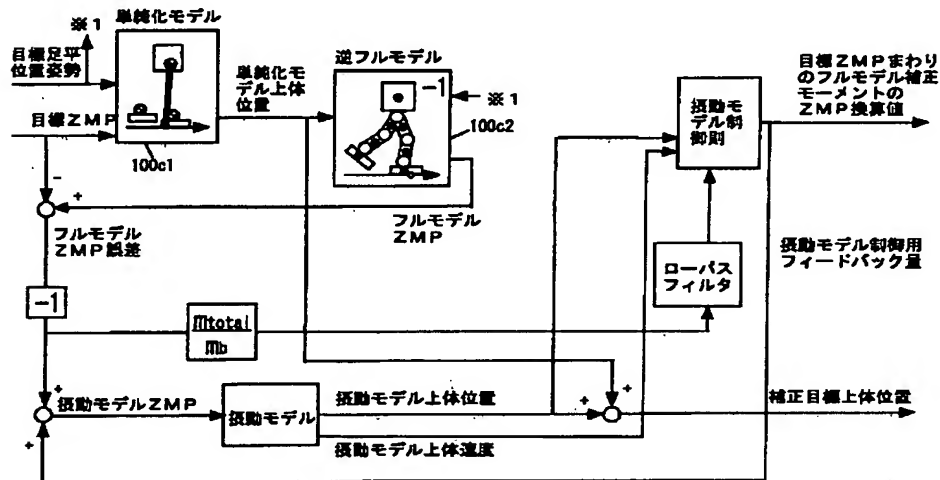 単純化モデル
※1
目標足平
位置姿勢
逆フルモデル
単純化モ
デル上体
位置
-1
※1
目標ZMP
100c1
100c2
摂動モ
デル制
御則
目標ZMPまわり
のフルモデル補正
モーメントの
ZMP換算値
-
+
フルモデル
ZMP誤差
フルモデル
ZMP
ローパス
フィルタ
摂動モデル制御用
フィードバック量
-1
Mtotal
Mb
+
摂動モデルZMP
+
摂動モデル
摂動モデル上体位置
+
+
補正目標上体位置
摂動モデル上体速度